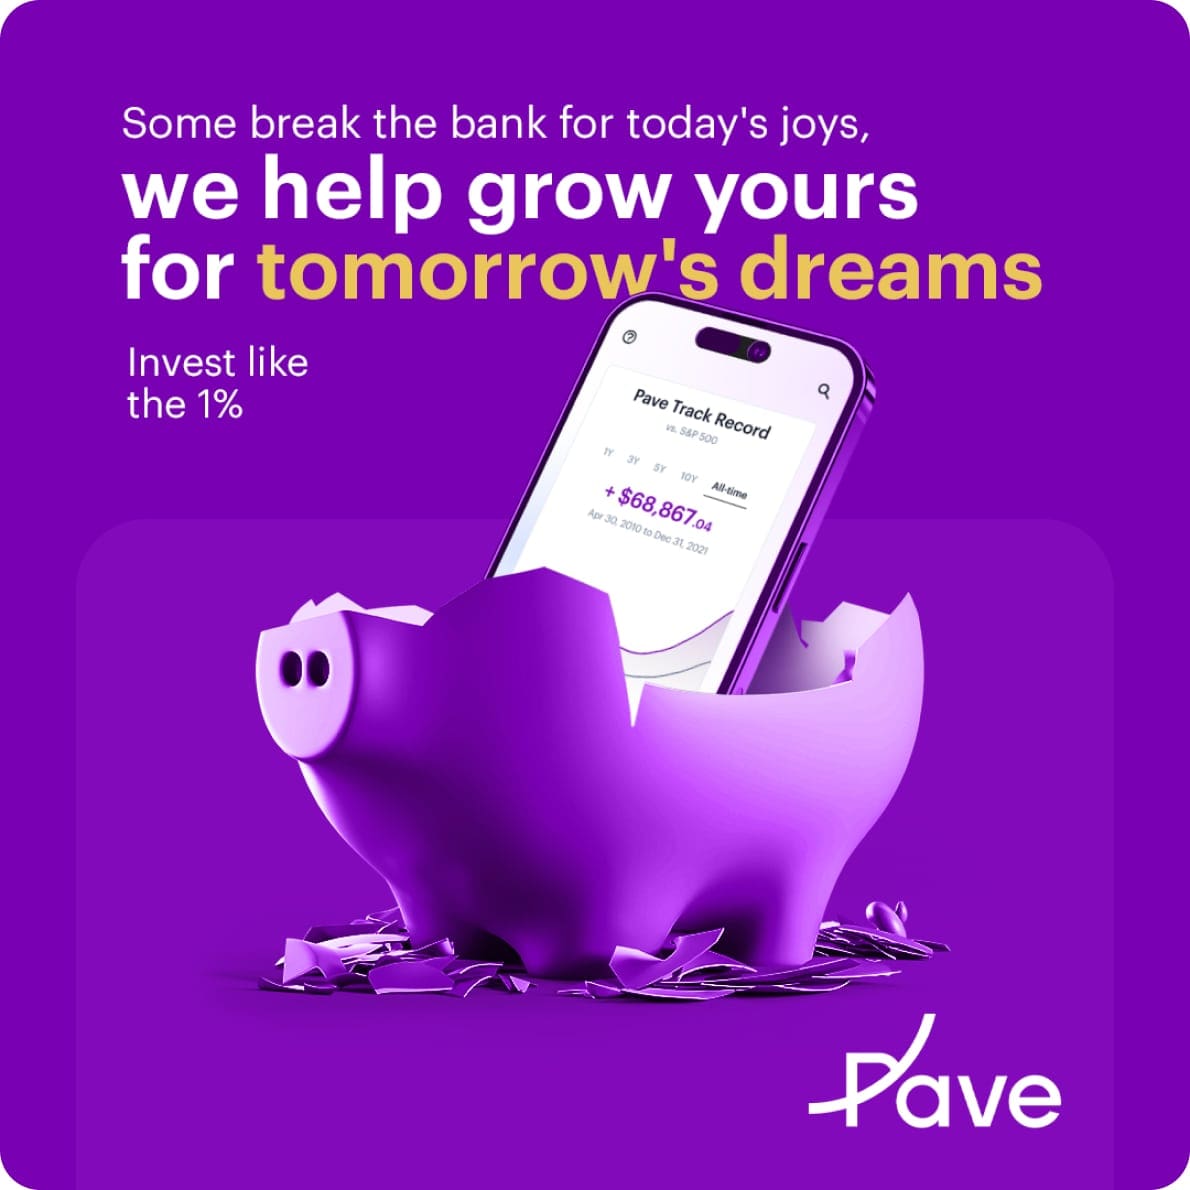 Some break the bank for today's joys,
we help grow yours
for tomorrow's dreams
Invest like
the 1%
Pave Track Record
vs. S&P 500
1Y 3Y 5Y 10Y All-time
+ $68,867.04
Apr 30, 2010 to Dec 31, 2021
Pave